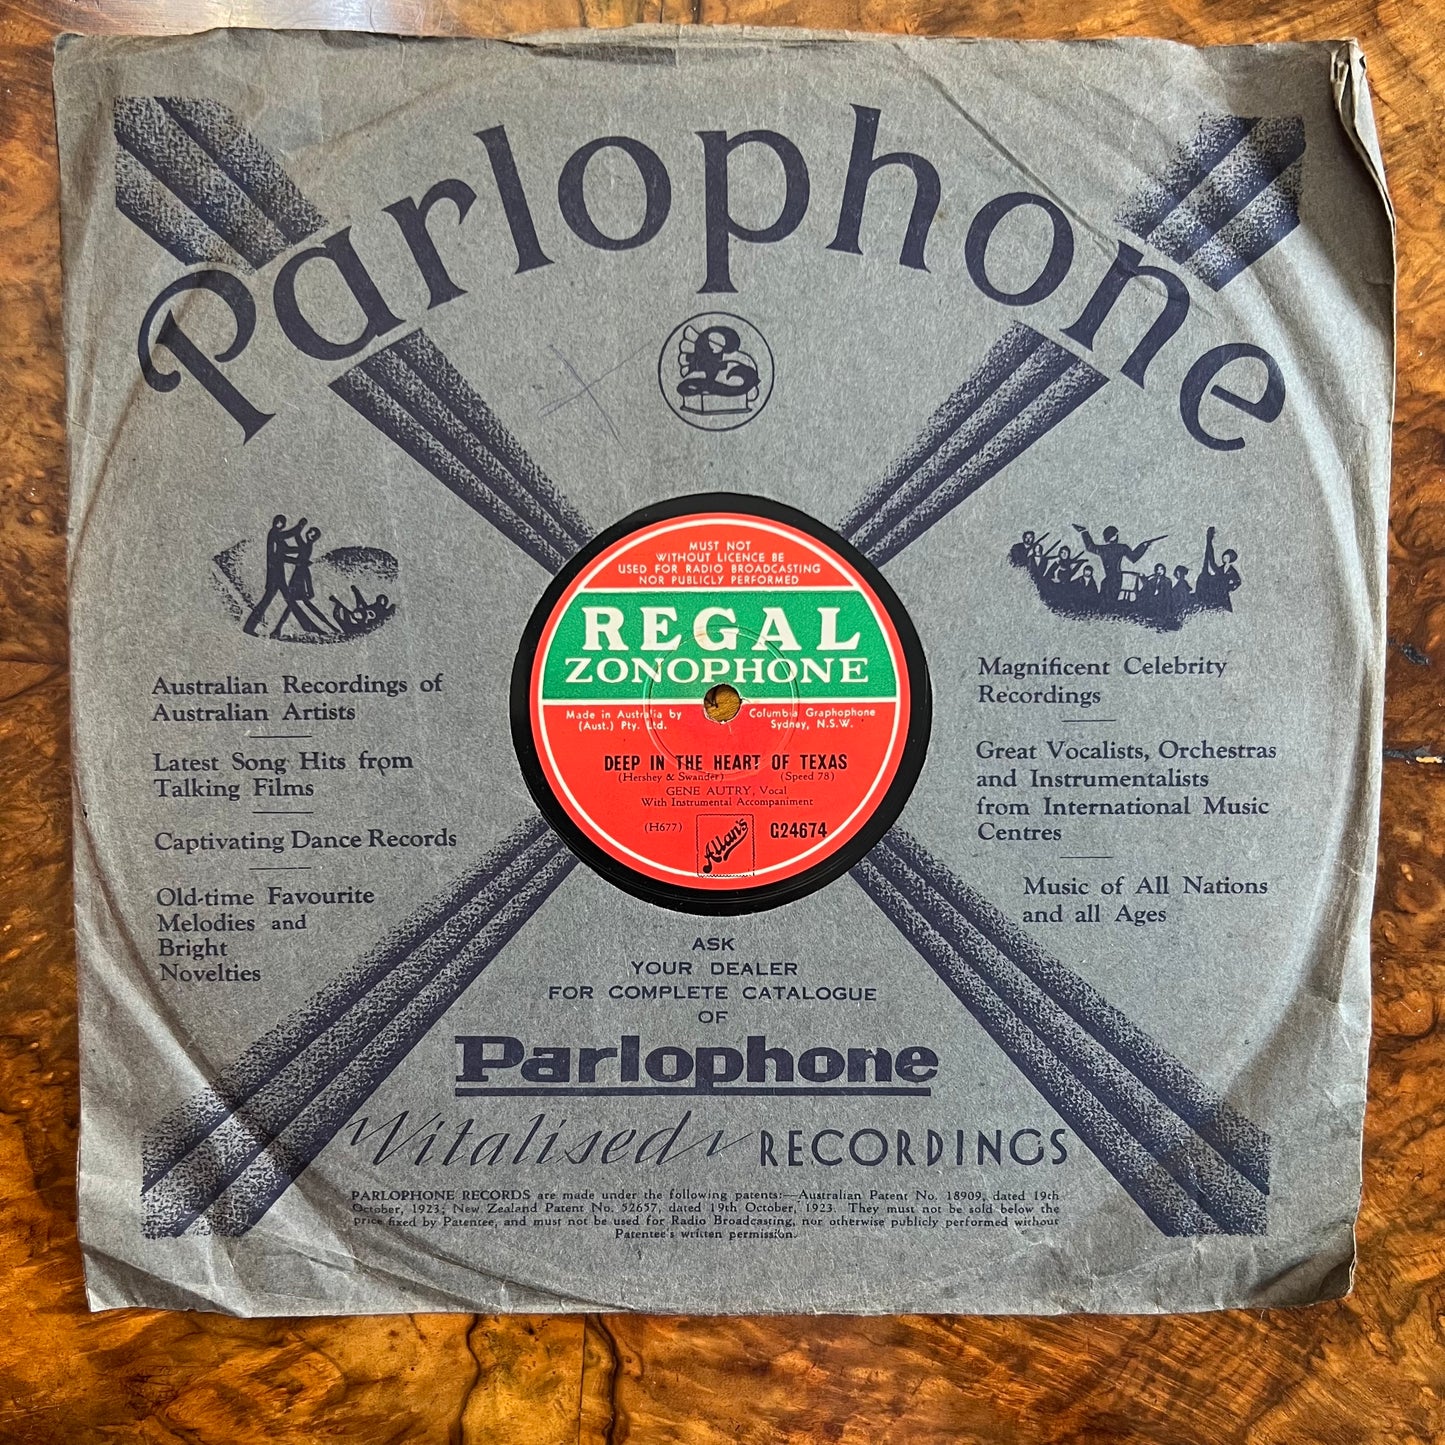 Parlophone
£
MUST NOT
WITHOUT LICENCE BE
USED FOR RADIO BROADCASTING
NOR PUBLICLY PERFORMED
REGAL
ZONOPHONE
Made in Australia by Columbia Graphophone
(Aust.) Pty. Ltd. Sydney, N.S.W.
DEEP IN THE HEART OF TEXAS
(Hershey & Swander) (Speed 78)
GENE AUTRY, Vocal
With Instrumental Accompaniment
(H677) Allan's G24674
Australian Recordings of
Australian Artists
Latest Song Hits from
Talking Films
Captivating Dance Records
Old-time Favourite
Melodies and
Bright
Novelties
Magnificent Celebrity
Recordings
Great Vocalists, Orchestras
and Instrumentalists
from International Music
Centres
Music of All Nations
and all Ages
ASK
YOUR DEALER
FOR COMPLETE CATALOGUE
OF
Parlophone
Vitalised RECORDINGS
PARLOPHONE RECORDS are made under the following patents:—Australian Patent No. 18909, dated 19th
October, 1923; New Zealand Patent No. 52657, dated 19th October, 1923. They must not be sold below the
price fixed by Patentee, and must not be used for Radio Broadcasting, nor otherwise publicly performed without
Patentee's written permission.